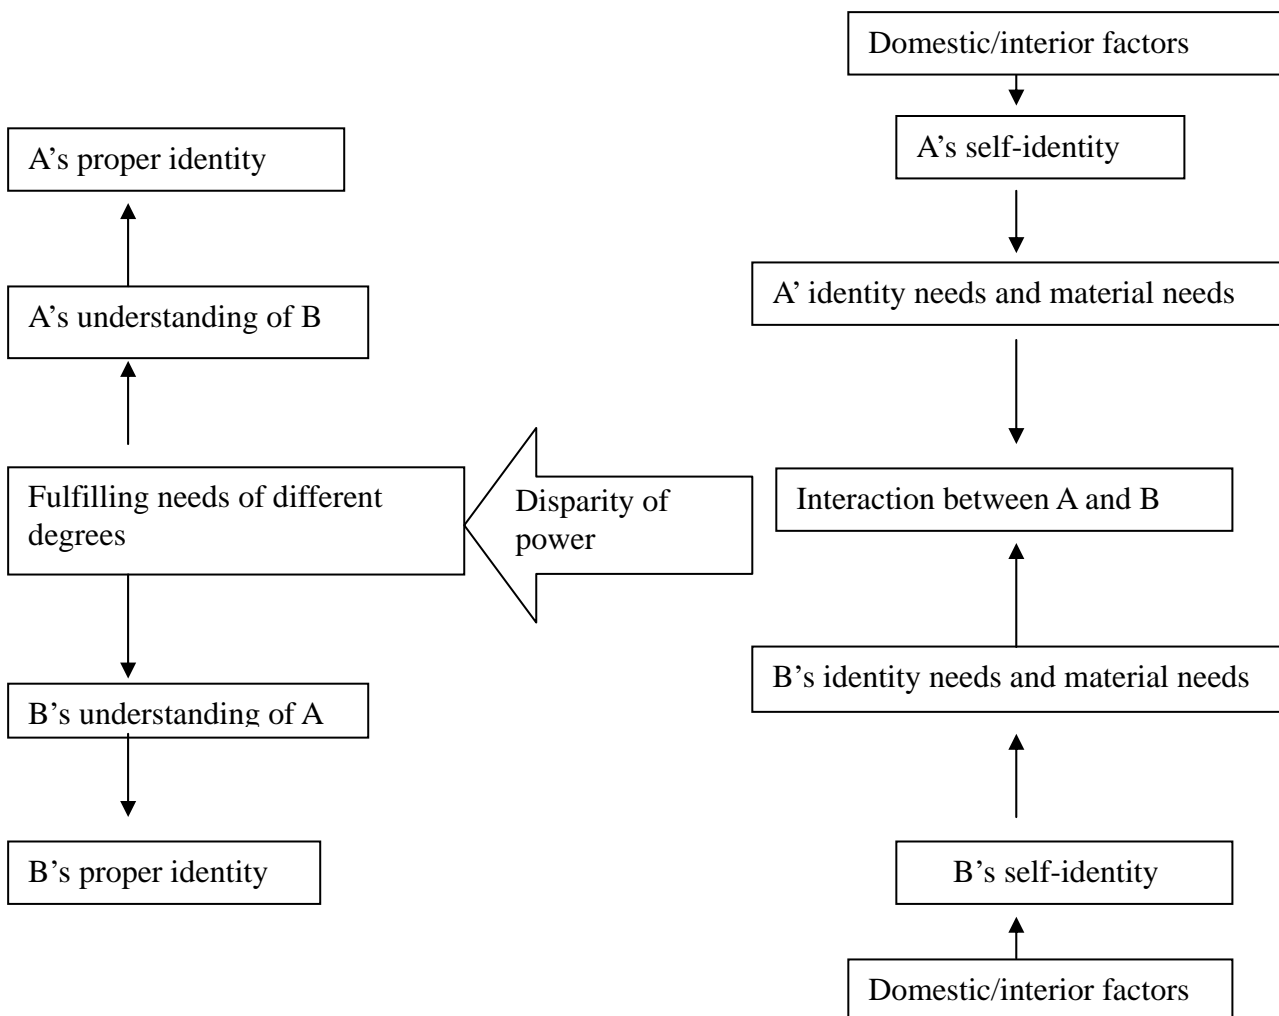 Domestic/interior factors
A’s self-identity
A’s proper identity
A’ identity needs and material needs
A’s understanding of B
Fulfilling needs of different
degrees
Disparity of
power
Interaction between A and B
B’s identity needs and material needs
B’s understanding of A
B’s proper identity
B’s self-identity
Domestic/interior factors